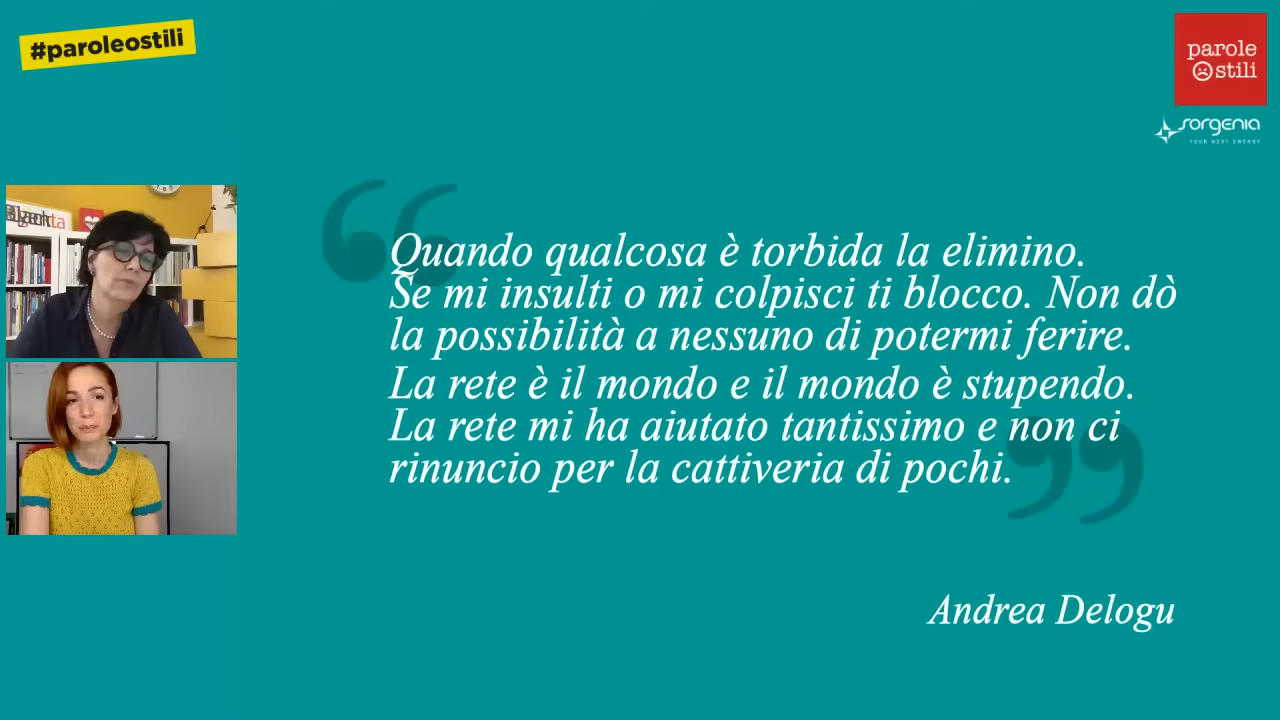 #paroleostili
parole
ostili
sorgenia
YOUR NEXT ENERGY
Quando qualcosa è torbida la elimino.
Se mi insulti o mi colpisci ti blocco. Non dò
la possibilità a nessuno di potermi ferire.
La rete è il mondo e il mondo è stupendo.
La rete mi ha aiutato tantissimo e non ci
rinuncio per la cattiveria di pochi.
Andrea Delogu